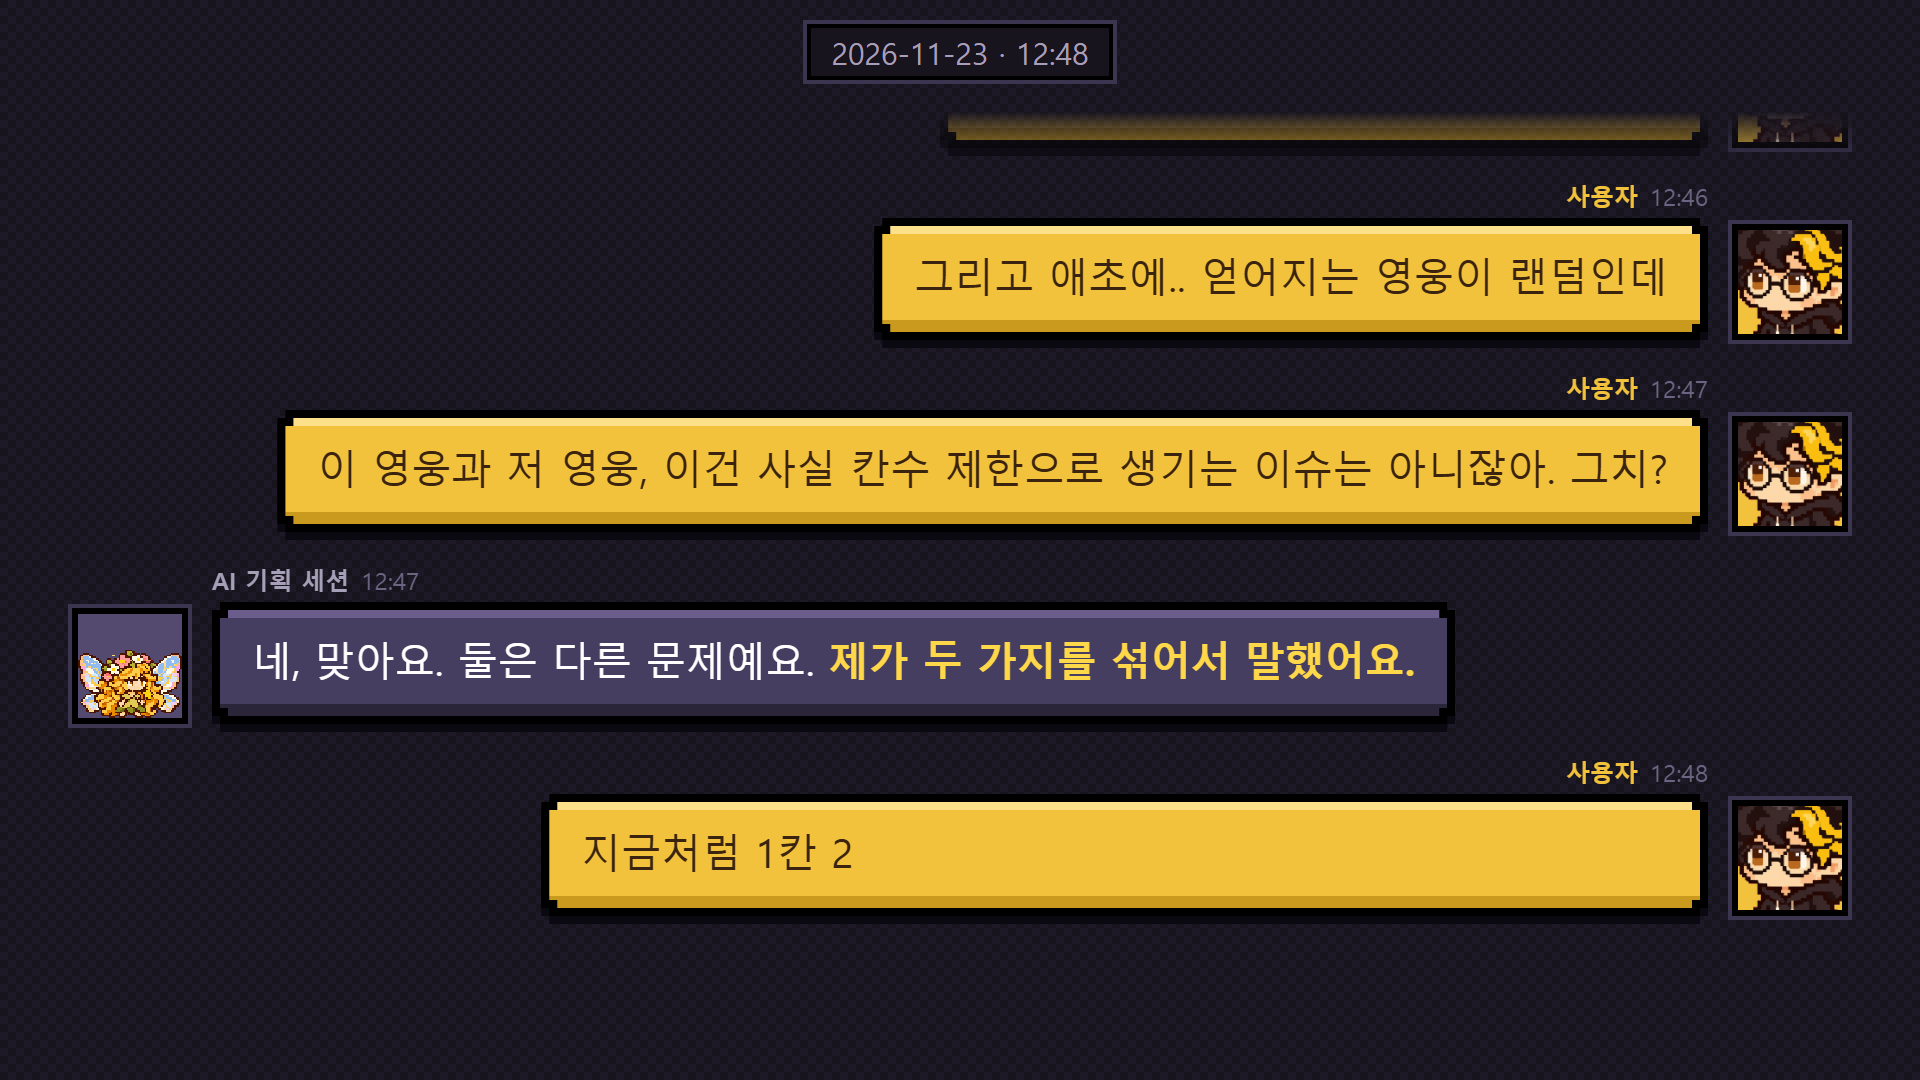 2026-11-23 · 12:48
사용자 12:46
그리고 애초에.. 얻어지는 영웅이 랜덤인데
사용자 12:47
이 영웅과 저 영웅, 이건 사실 칸수 제한으로 생기는 이슈는 아니잖아. 그치?
AI 기획 세션 12:47
네, 맞아요. 둘은 다른 문제예요. 제가 두 가지를 섞어서 말했어요.
사용자 12:48
지금처럼 1칸 2